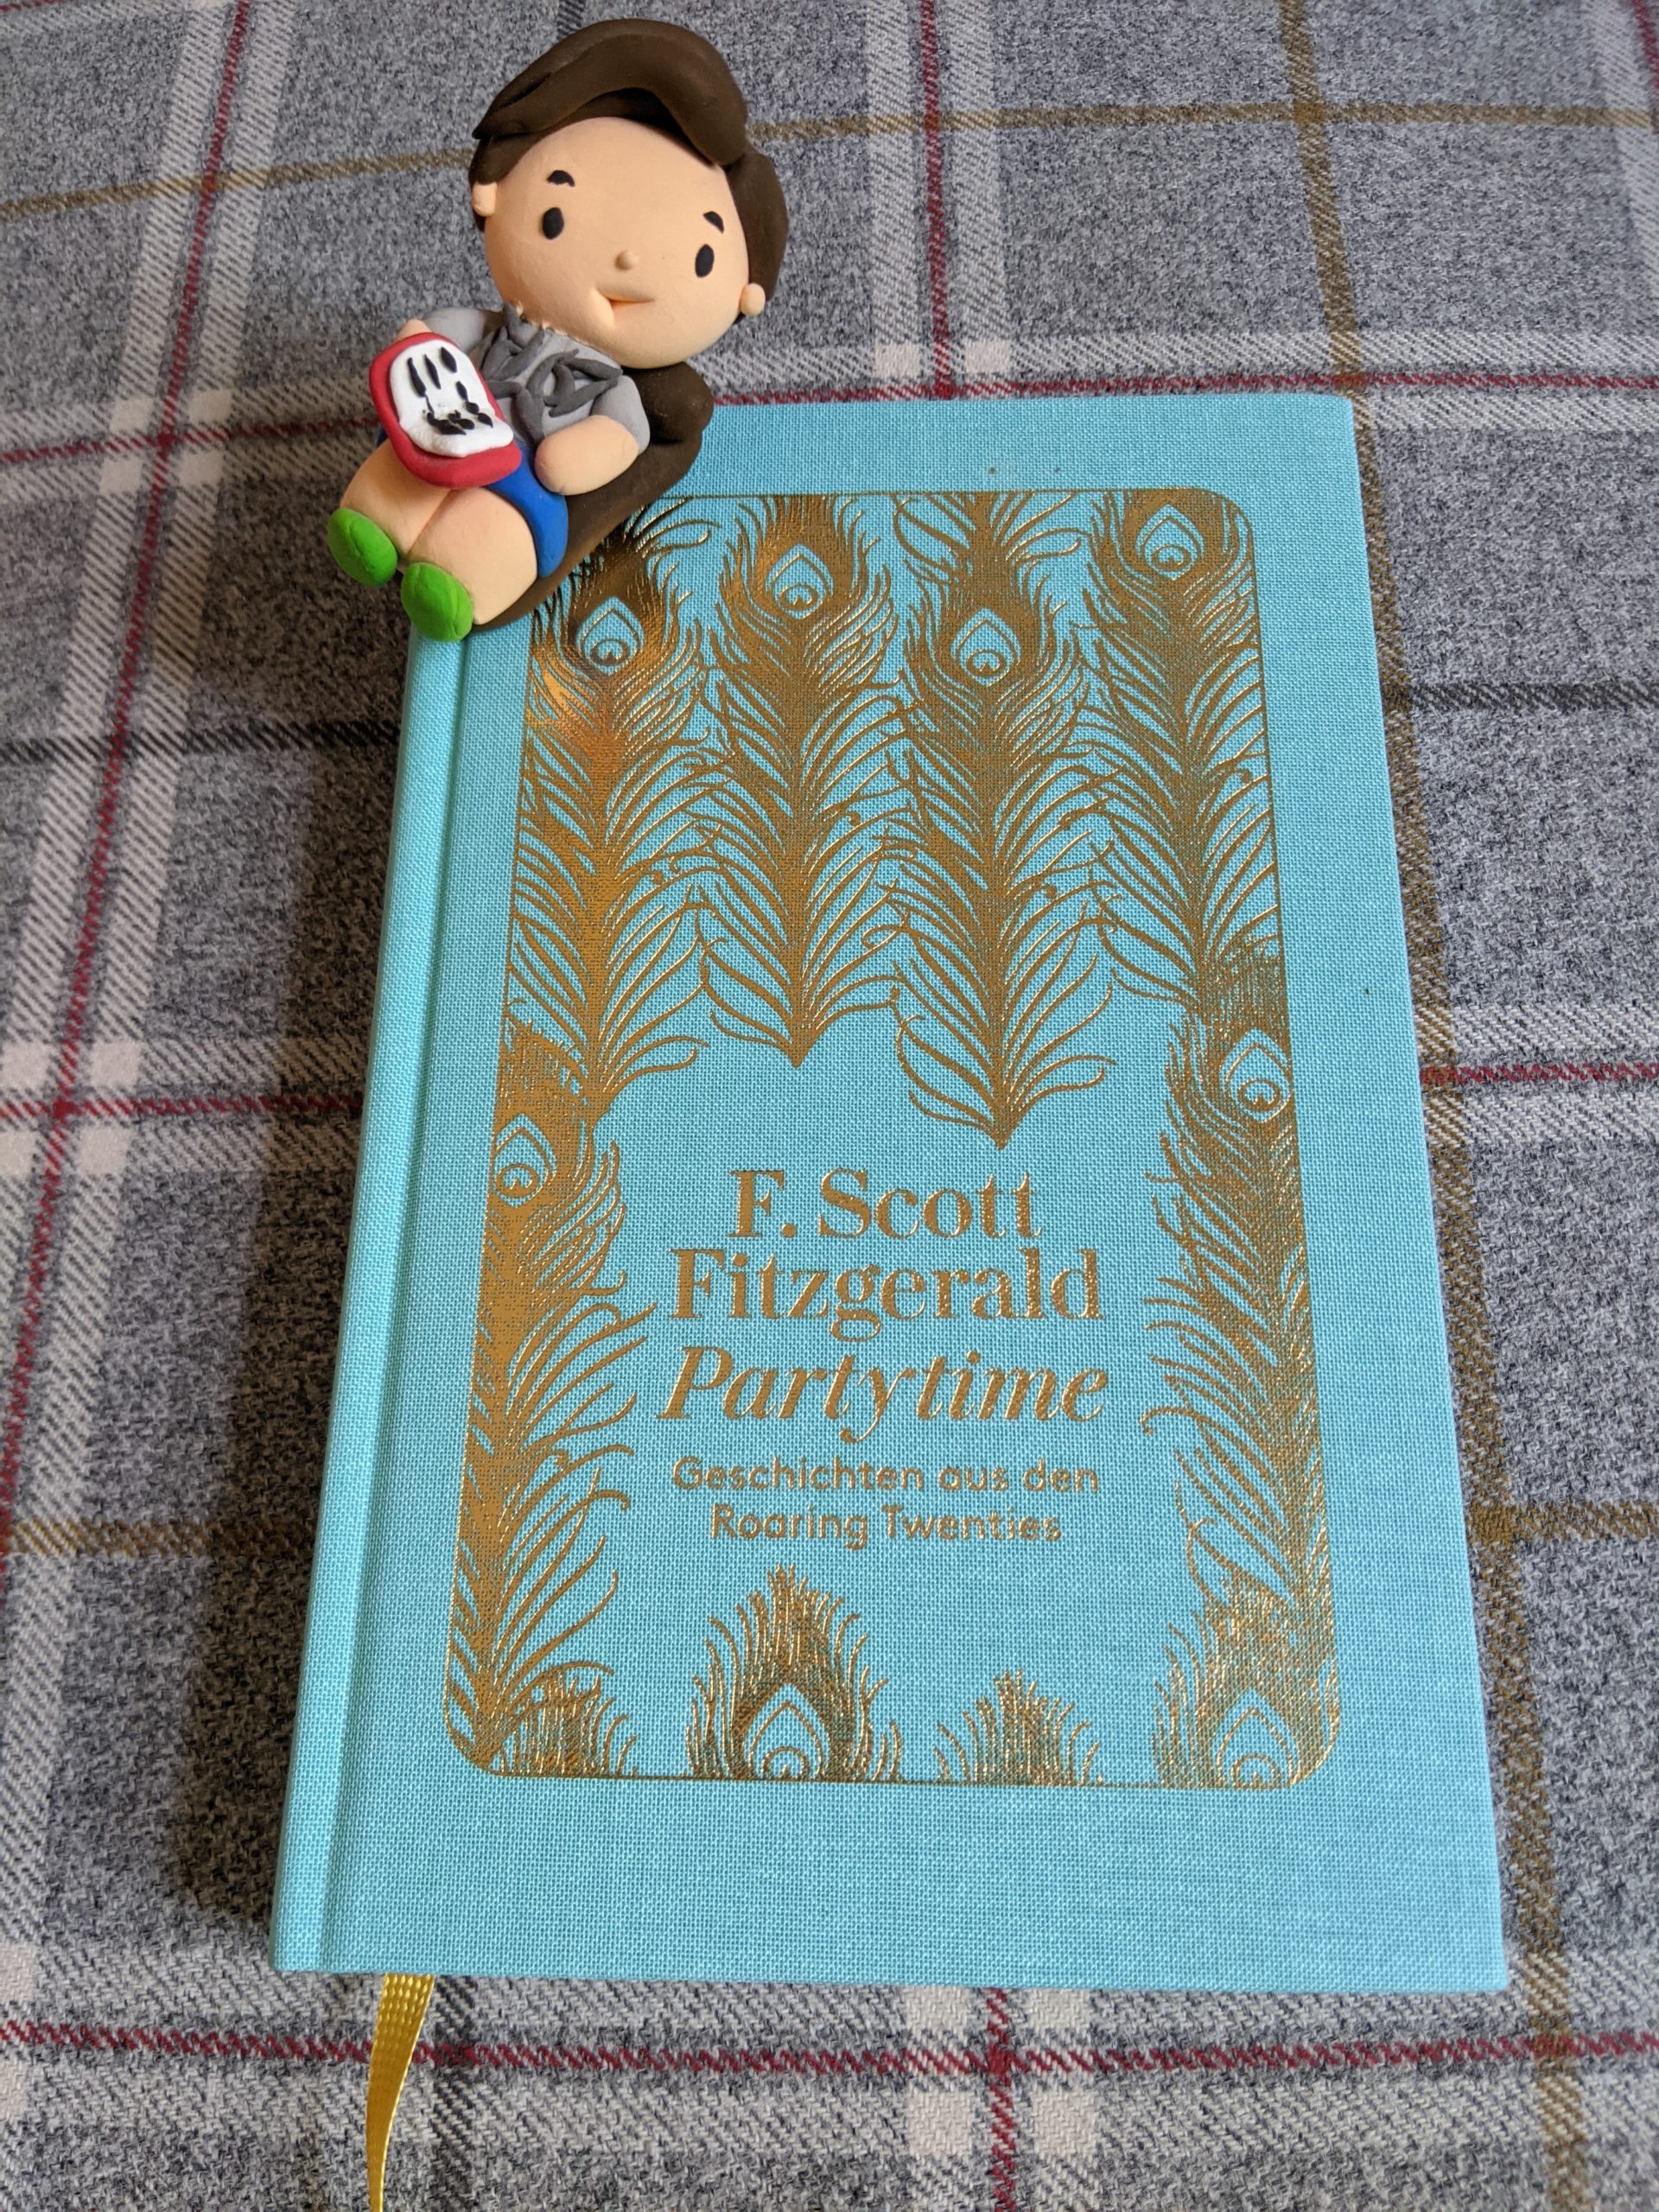 F. Scott
Fitzgerald
Partytime
Geschichten aus den
Roaring Twenties